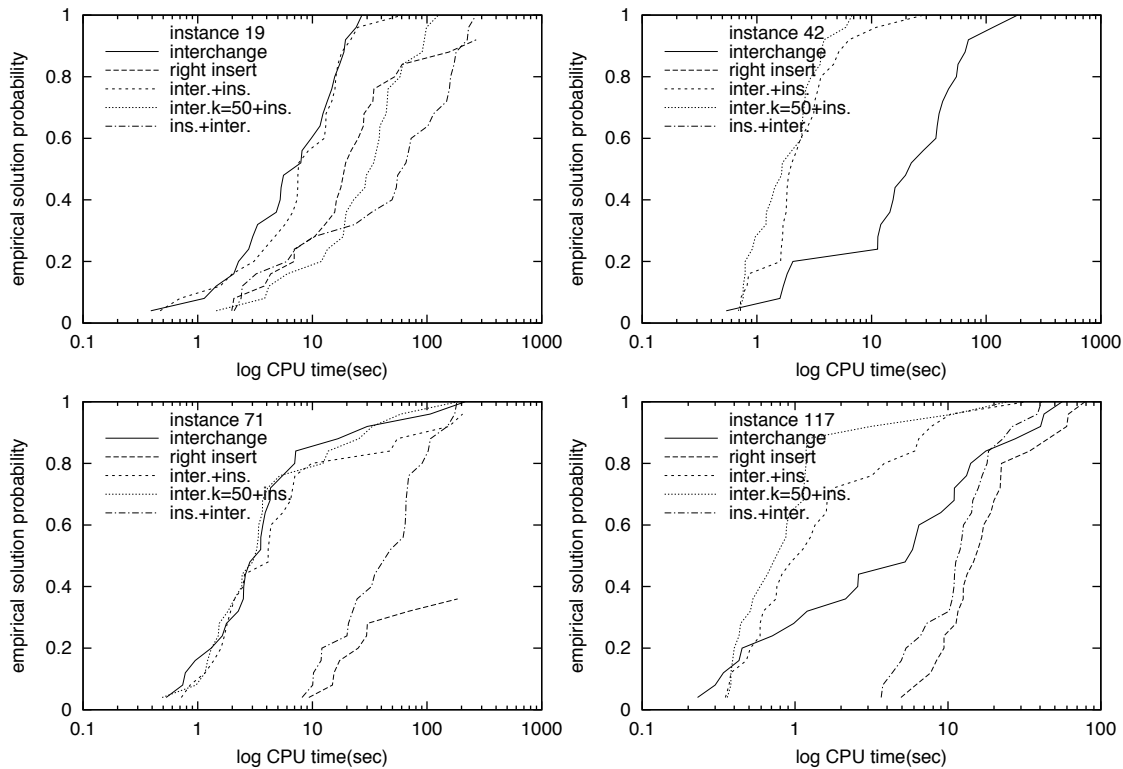 empirical solution probability
1
0.8
0.6
0.4
0.2
0
instance 19
interchange
right insert
inter.+ins.
inter.k=50+ins.
ins.+inter.
0.1 1 10 100 1000
log CPU time(sec)
empirical solution probability
1
0.8
0.6
0.4
0.2
0
instance 42
interchange
right insert
inter.+ins.
inter.k=50+ins.
ins.+inter.
0.1 1 10 100 1000
log CPU time(sec)
empirical solution probability
1
0.8
0.6
0.4
0.2
0
instance 71
interchange
right insert
inter.+ins.
inter.k=50+ins.
ins.+inter.
0.1 1 10 100 1000
log CPU time(sec)
empirical solution probability
1
0.8
0.6
0.4
0.2
0
instance 117
interchange
right insert
inter.+ins.
inter.k=50+ins.
ins.+inter.
0.1 1 10 100
log CPU time(sec)